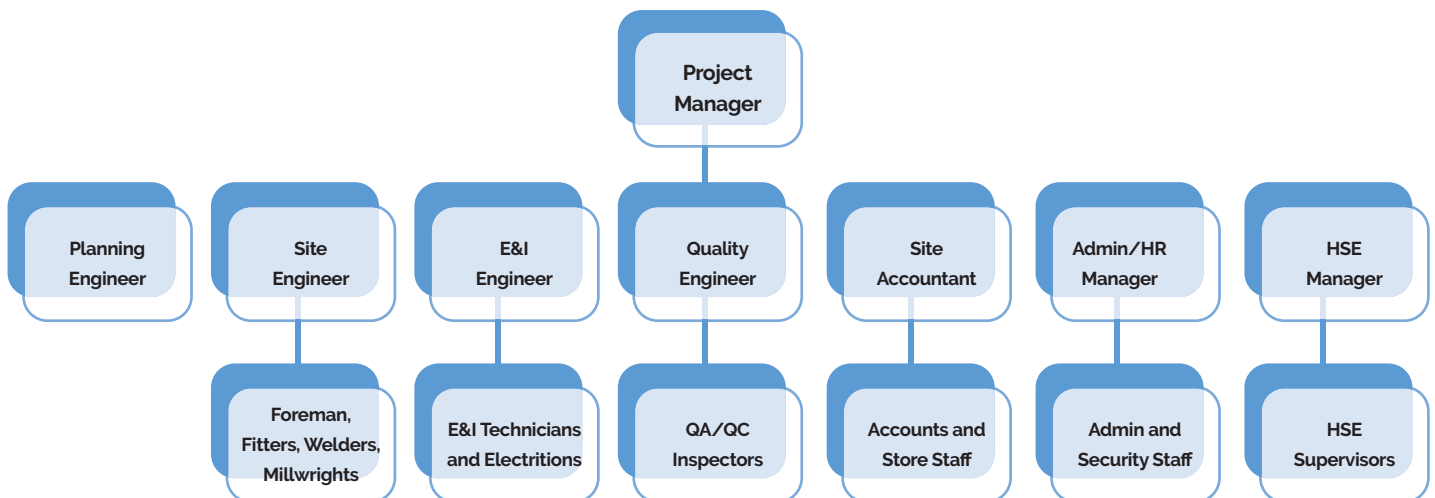 Project
Manager
Planning
Engineer
Site
Engineer
E&I
Engineer
Quality
Engineer
Site
Accountant
Admin/HR
Manager
HSE
Manager
Foreman,
Fitters, Welders,
Millwrights
E&I Technicians
and Electritions
QA/QC
Inspectors
Accounts and
Store Staff
Admin and
Security Staff
HSE
Supervisors